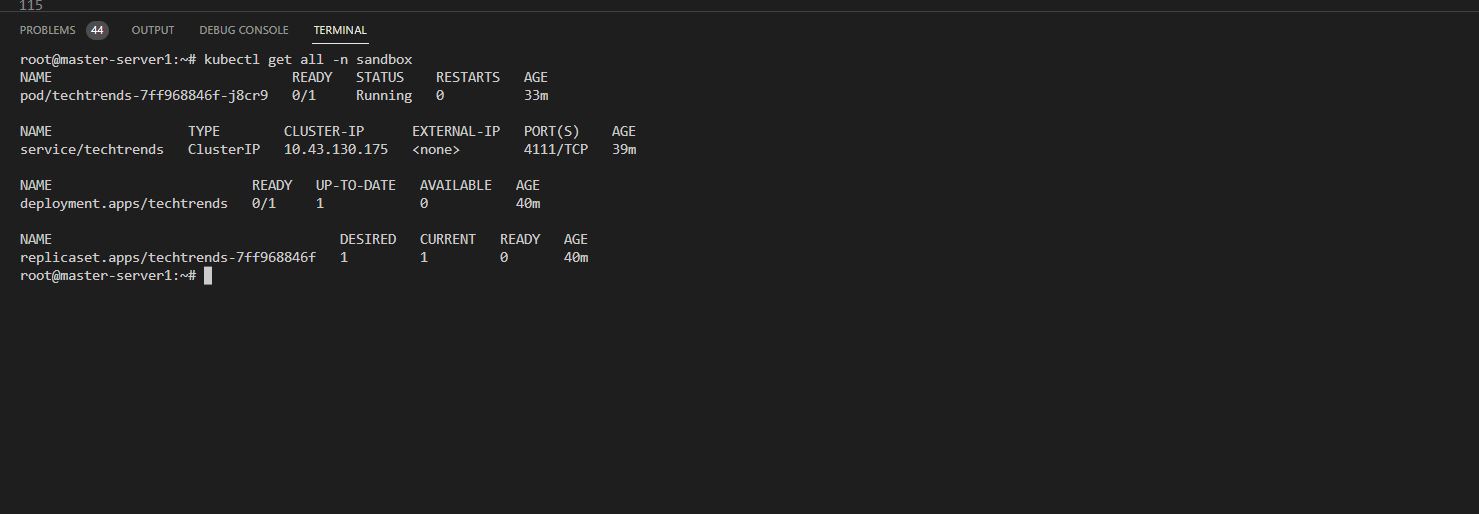 115
PROBLEMS 44 OUTPUT DEBUG CONSOLE TERMINAL
root@master-server1:~# kubectl get all -n sandbox
NAME READY STATUS RESTARTS AGE
pod/techtrends-7ff968846f-j8cr9 0/1 Running 0 33m
NAME TYPE CLUSTER-IP EXTERNAL-IP PORT(S) AGE
service/techtrends ClusterIP 10.43.130.175 <none> 4111/TCP 39m
NAME READY UP-TO-DATE AVAILABLE AGE
deployment.apps/techtrends 0/1 1 0 40m
NAME DESIRED CURRENT READY AGE
replicaset.apps/techtrends-7ff968846f 1 1 0 40m
root@master-server1:~#